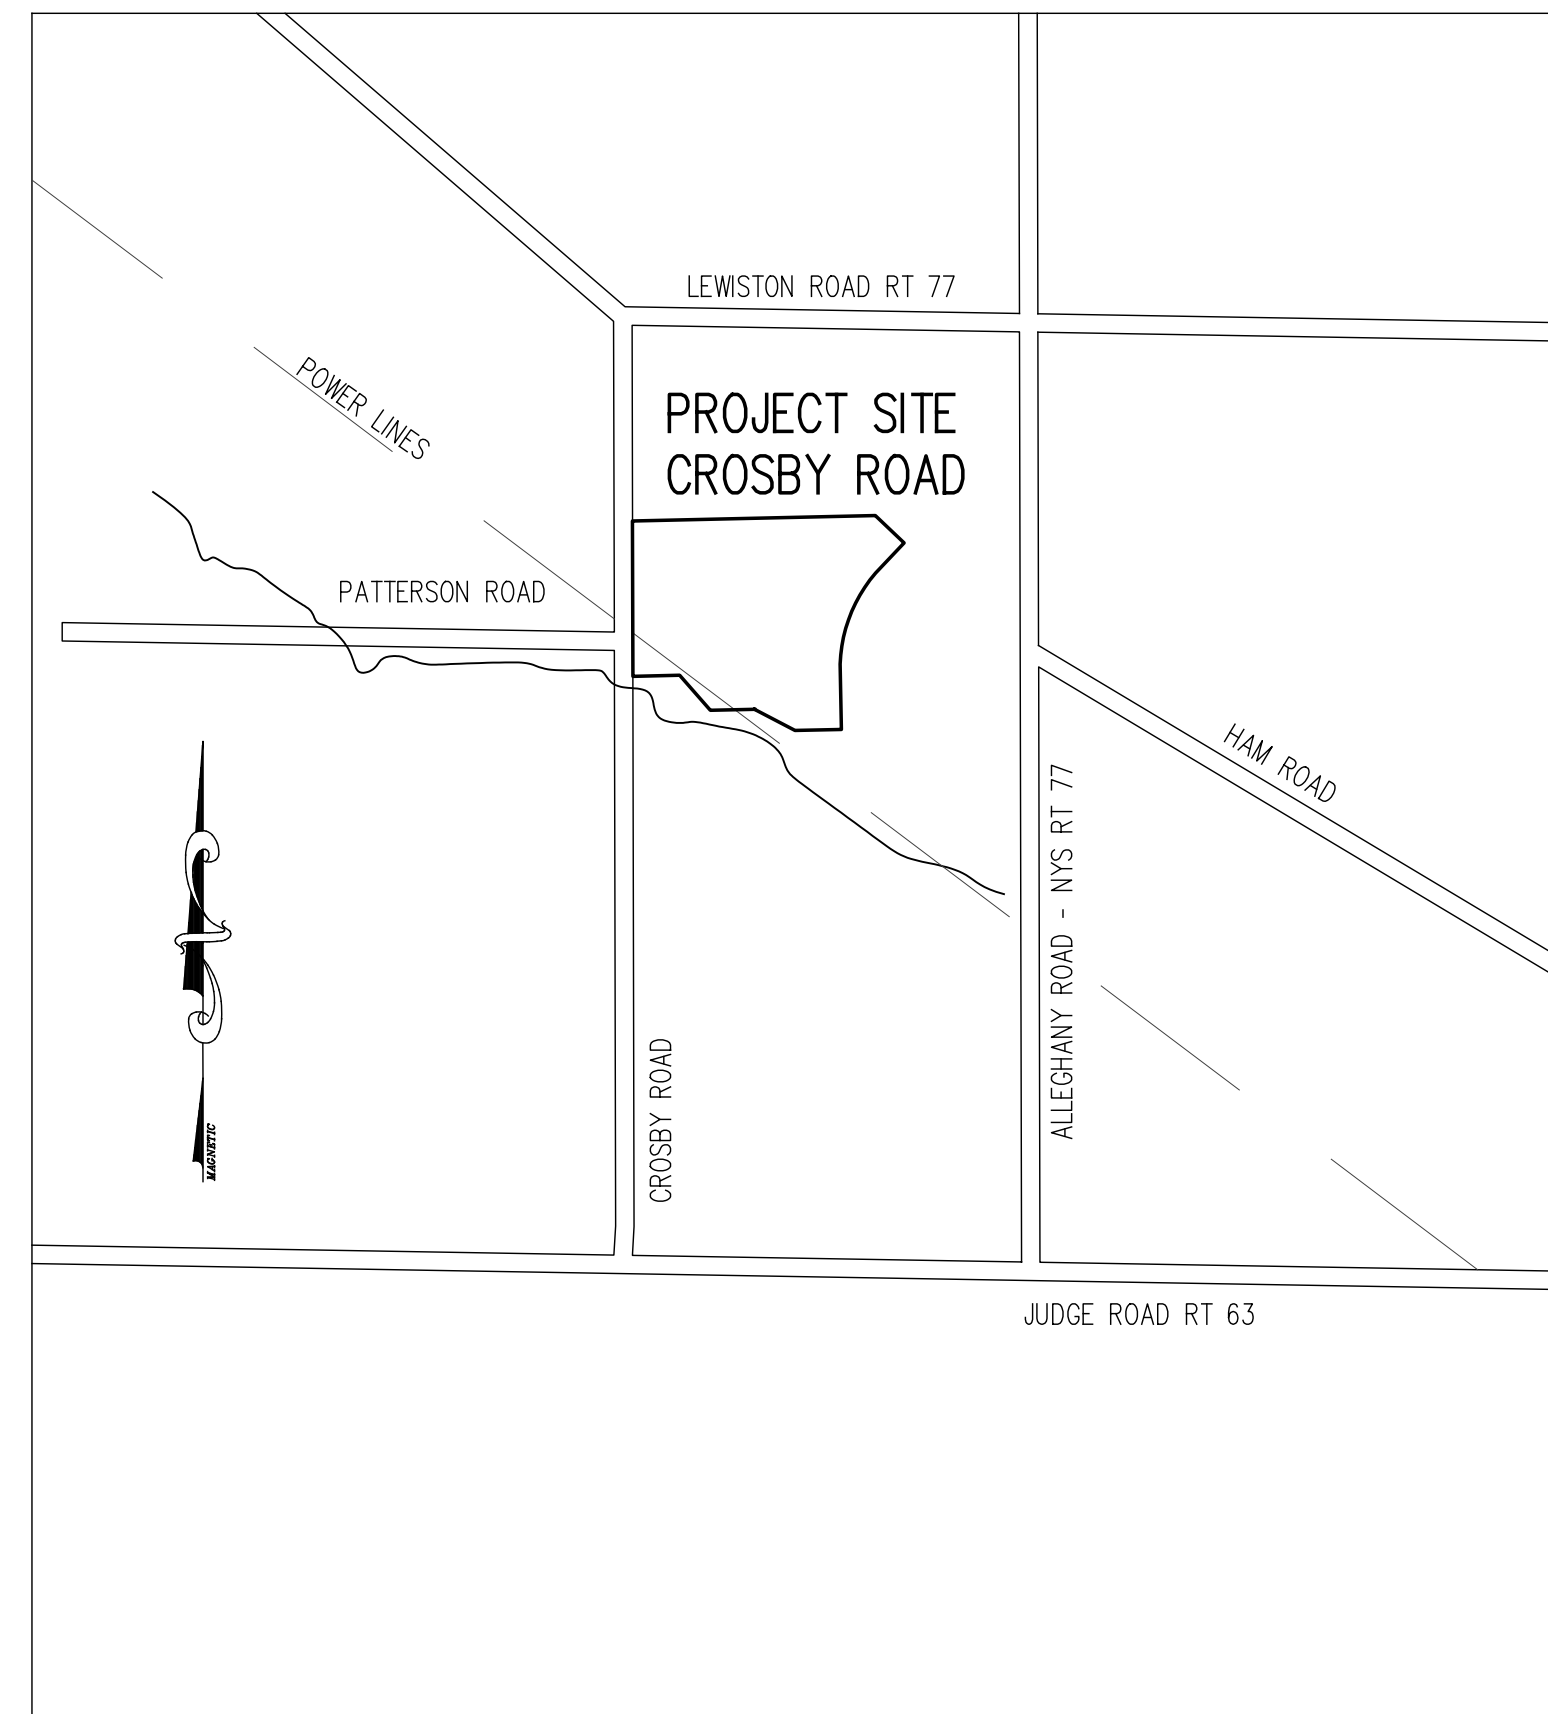 LEWISTON ROAD RT 77
POWER LINES
PROJECT SITE
CROSBY ROAD
PATTERSON ROAD
HAM ROAD
ALLEGHANY ROAD - NYS RT 77
CROSBY ROAD
MAGNETIC
JUDGE ROAD RT 63